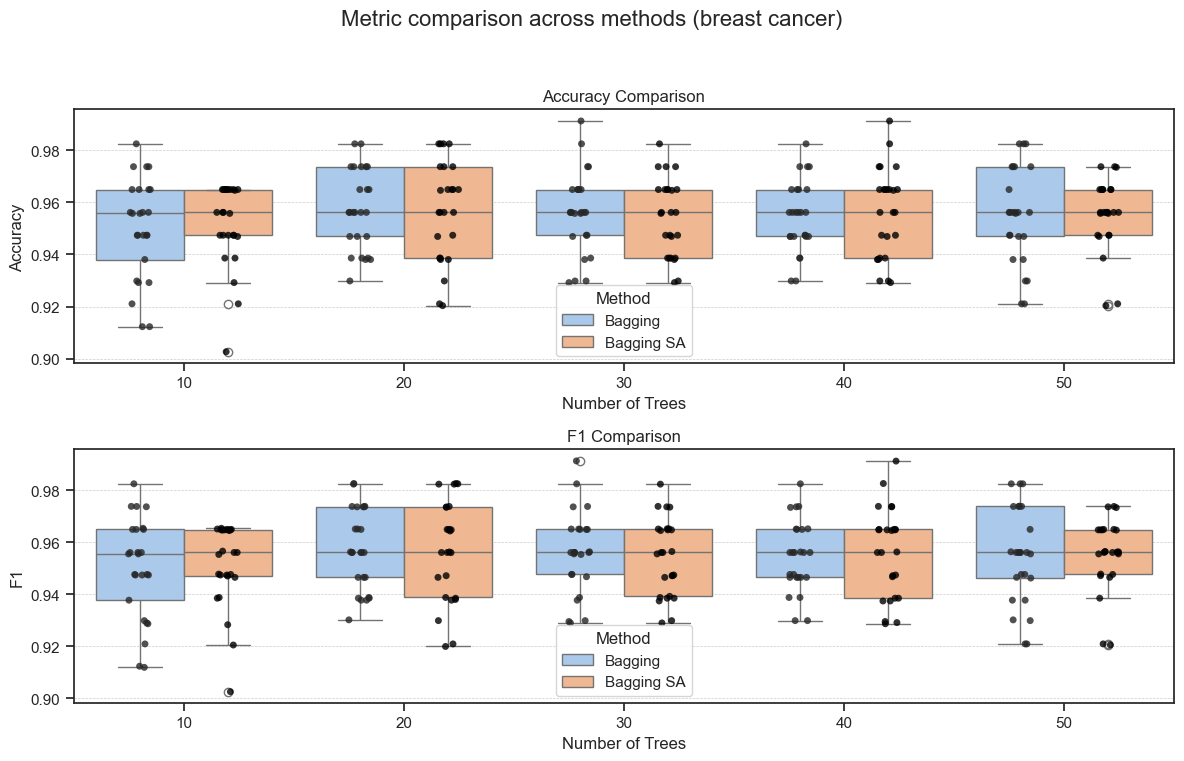 Metric comparison across methods (breast cancer)
Accuracy Comparison
Accuracy
0.98
0.96
0.94
0.92
0.90
Method
Bagging
Bagging SA
10 20 30 40 50
Number of Trees
F1 Comparison
F1
0.98
0.96
0.94
0.92
0.90
Method
Bagging
Bagging SA
10 20 30 40 50
Number of Trees